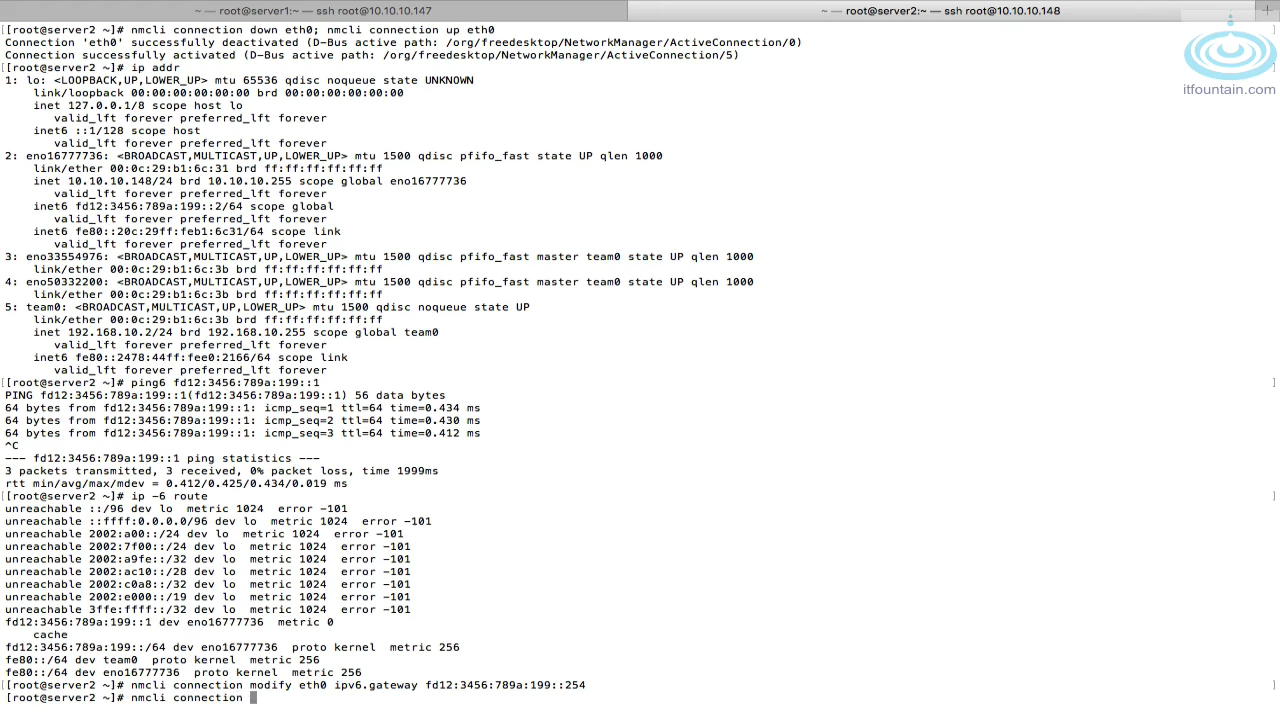 ~ — root@server1:~ — ssh root@10.10.10.147
~ — root@server2:~ — ssh root@10.10.10.148
+
itfountain.com
[[root@server2 ~]# nmcli connection down eth0; nmcli connection up eth0 ]
Connection 'eth0' successfully deactivated (D-Bus active path: /org/freedesktop/NetworkManager/ActiveConnection/0)
Connection successfully activated (D-Bus active path: /org/freedesktop/NetworkManager/ActiveConnection/5)
[[root@server2 ~]# ip addr
1: lo: <LOOPBACK,UP,LOWER_UP> mtu 65536 qdisc noqueue state UNKNOWN
    link/loopback 00:00:00:00:00:00 brd 00:00:00:00:00:00
    inet 127.0.0.1/8 scope host lo
       valid_lft forever preferred_lft forever
    inet6 ::1/128 scope host
       valid_lft forever preferred_lft forever
2: eno16777736: <BROADCAST,MULTICAST,UP,LOWER_UP> mtu 1500 qdisc pfifo_fast state UP qlen 1000
    link/ether 00:0c:29:b1:6c:31 brd ff:ff:ff:ff:ff:ff
    inet 10.10.10.148/24 brd 10.10.10.255 scope global eno16777736
       valid_lft forever preferred_lft forever
    inet6 fd12:3456:789a:199::2/64 scope global
       valid_lft forever preferred_lft forever
    inet6 fe80::20c:29ff:feb1:6c31/64 scope link
       valid_lft forever preferred_lft forever
3: eno33554976: <BROADCAST,MULTICAST,UP,LOWER_UP> mtu 1500 qdisc pfifo_fast master team0 state UP qlen 1000
    link/ether 00:0c:29:b1:6c:3b brd ff:ff:ff:ff:ff:ff
4: eno50332200: <BROADCAST,MULTICAST,UP,LOWER_UP> mtu 1500 qdisc pfifo_fast master team0 state UP qlen 1000
    link/ether 00:0c:29:b1:6c:3b brd ff:ff:ff:ff:ff:ff
5: team0: <BROADCAST,MULTICAST,UP,LOWER_UP> mtu 1500 qdisc noqueue state UP
    link/ether 00:0c:29:b1:6c:3b brd ff:ff:ff:ff:ff:ff
    inet 192.168.10.2/24 brd 192.168.10.255 scope global team0
       valid_lft forever preferred_lft forever
    inet6 fe80::2478:44ff:fee0:2166/64 scope link
       valid_lft forever preferred_lft forever
[[root@server2 ~]# ping6 fd12:3456:789a:199::1 ]
PING fd12:3456:789a:199::1(fd12:3456:789a:199::1) 56 data bytes
64 bytes from fd12:3456:789a:199::1: icmp_seq=1 ttl=64 time=0.434 ms
64 bytes from fd12:3456:789a:199::1: icmp_seq=2 ttl=64 time=0.430 ms
64 bytes from fd12:3456:789a:199::1: icmp_seq=3 ttl=64 time=0.412 ms
^C
--- fd12:3456:789a:199::1 ping statistics ---
3 packets transmitted, 3 received, 0% packet loss, time 1999ms
rtt min/avg/max/mdev = 0.412/0.425/0.434/0.019 ms
[[root@server2 ~]# ip -6 route ]
unreachable ::/96 dev lo  metric 1024  error -101
unreachable ::ffff:0.0.0.0/96 dev lo  metric 1024  error -101
unreachable 2002:a00::/24 dev lo  metric 1024  error -101
unreachable 2002:7f00::/24 dev lo  metric 1024  error -101
unreachable 2002:a9fe::/32 dev lo  metric 1024  error -101
unreachable 2002:ac10::/28 dev lo  metric 1024  error -101
unreachable 2002:c0a8::/32 dev lo  metric 1024  error -101
unreachable 2002:e000::/19 dev lo  metric 1024  error -101
unreachable 3ffe:ffff::/32 dev lo  metric 1024  error -101
fd12:3456:789a:199::1 dev eno16777736  metric 0
    cache
fd12:3456:789a:199::/64 dev eno16777736  proto kernel  metric 256
fe80::/64 dev team0  proto kernel  metric 256
fe80::/64 dev eno16777736  proto kernel  metric 256
[[root@server2 ~]# nmcli connection modify eth0 ipv6.gateway fd12:3456:789a:199::254 ]
[root@server2 ~]# nmcli connection